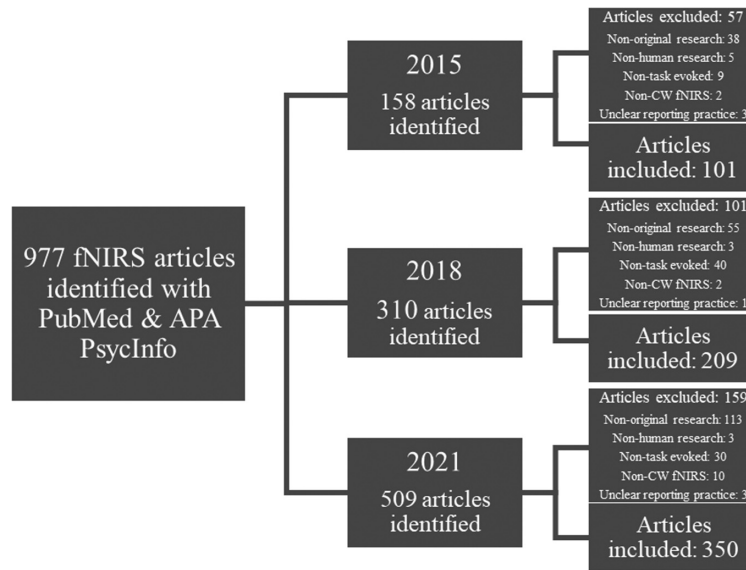 977 fNIRS articles
identified with
PubMed & APA
PsycInfo
2015
158 articles
identified
Articles excluded: 57
Non-original research: 38
Non-human research: 5
Non-task evoked: 9
Non-CW fNIRS: 2
Unclear reporting practice: 3
Articles
included: 101
2018
310 articles
identified
Articles excluded: 101
Non-original research: 55
Non-human research: 3
Non-task evoked: 40
Non-CW fNIRS: 2
Unclear reporting practice: 1
Articles
included: 209
2021
509 articles
identified
Articles excluded: 159
Non-original research: 113
Non-human research: 3
Non-task evoked: 30
Non-CW fNIRS: 10
Unclear reporting practice: 3
Articles
included: 350